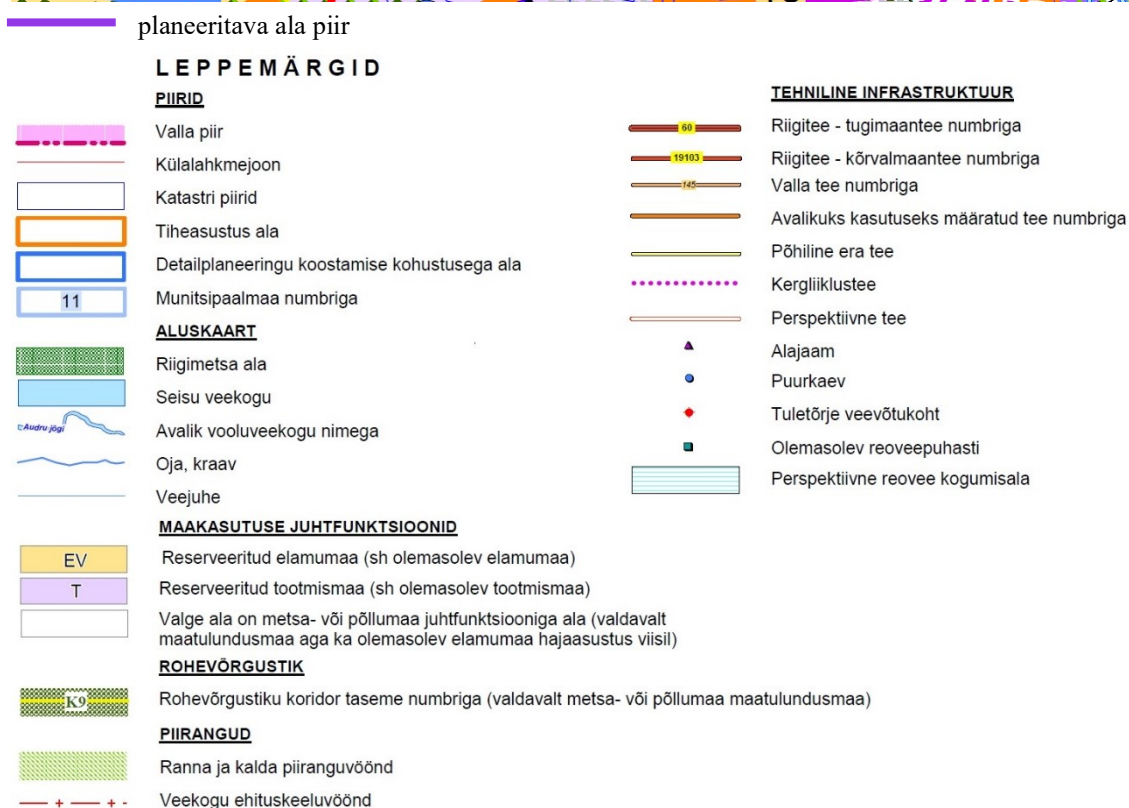 planeeritava ala piir
LEPPEMÄRGID
PIIRID
Valla piir
Külalahkmejoon
Katastri piirid
Tiheasustus ala
Detailplaneeringu koostamise kohustusega ala
11 Munitsipaalmaa numbriga
ALUSKAART
Riigimetsa ala
Seisu veekogu
Audru jõgi Avalik vooluveekogu nimega
Oja, kraav
Veejuhe
MAAKASUTUSE JUHTFUNKTSIOONID
EV Reserveeritud elamumaa (sh olemasolev elamumaa)
T Reserveeritud tootmismaa (sh olemasolev tootmismaa)
Valge ala on metsa- või põllumaa juhtfunktsiooniga ala (valdavalt
maatulundusmaa aga ka olemasolev elamumaa hajaasustus viisil)
ROHEVÕRGUSTIK
K9 Rohevõrgustiku koridor taseme numbriga (valdavalt metsa- või põllumaa maatulundusmaa)
PIIRANGUD
Ranna ja kalda piiranguvöönd
Veekogu ehituskeeluvöönd
TEHNILINE INFRASTRUKTUUR
60 Riigitee - tugimaantee numbriga
19103 Riigitee - kõrvalmaantee numbriga
145 Valla tee numbriga
Avalikuks kasutuseks määratud tee numbriga
Põhiline era tee
Kergliiklustee
Perspektiivne tee
Alajaam
Puurkaev
Tuletõrje veevõtukoht
Olemasolev reoveepuhasti
Perspektiivne reovee kogumisala